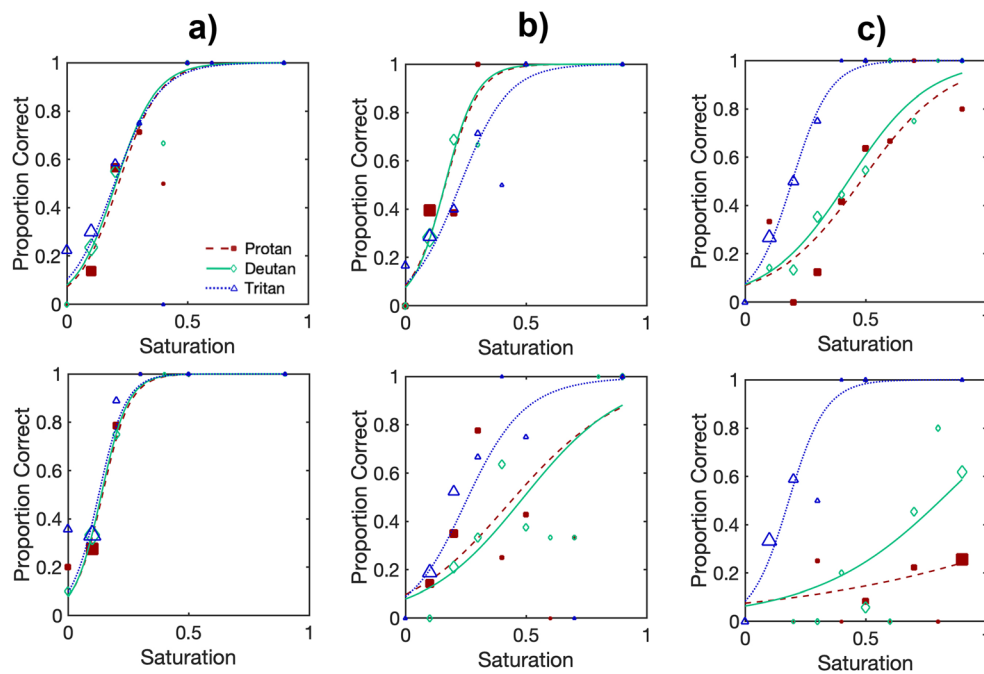 a) b) c)
1 1 1
0.8 0.8 0.8
0.6 0.6 0.6
0.4 0.4 0.4
0.2 0.2 0.2
0 0 0
Proportion Correct Proportion Correct Proportion Correct
Protan
Deutan
Tritan
0 0.5 1 0 0.5 1 0 0.5 1
Saturation Saturation Saturation
1 1 1
0.8 0.8 0.8
0.6 0.6 0.6
0.4 0.4 0.4
0.2 0.2 0.2
0 0 0
Proportion Correct Proportion Correct Proportion Correct
0 0.5 1 0 0.5 1 0 0.5 1
Saturation Saturation Saturation